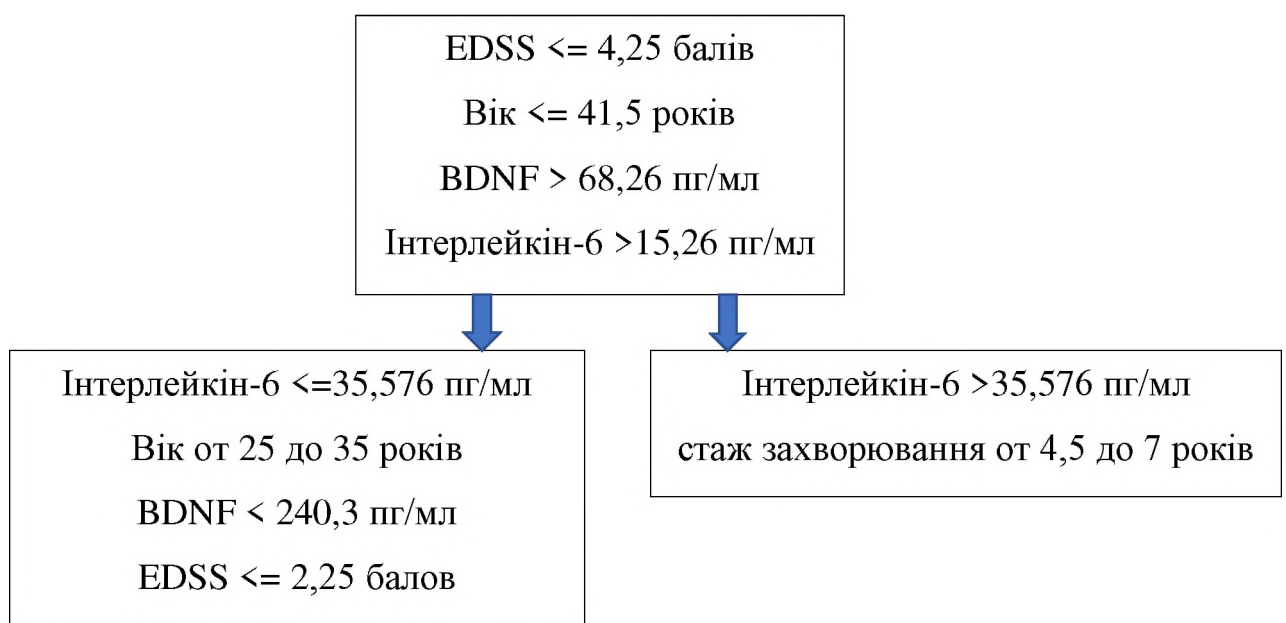 EDSS <= 4,25 балів
Вік <= 41,5 років
BDNF > 68,26 пг/мл
Інтерлейкін-6 >15,26 пг/мл
Інтерлейкін-6 <=35,576 пг/мл
Вік от 25 до 35 років
BDNF < 240,3 пг/мл
EDSS <= 2,25 балов
Інтерлейкін-6 >35,576 пг/мл
стаж захворювання от 4,5 до 7 років